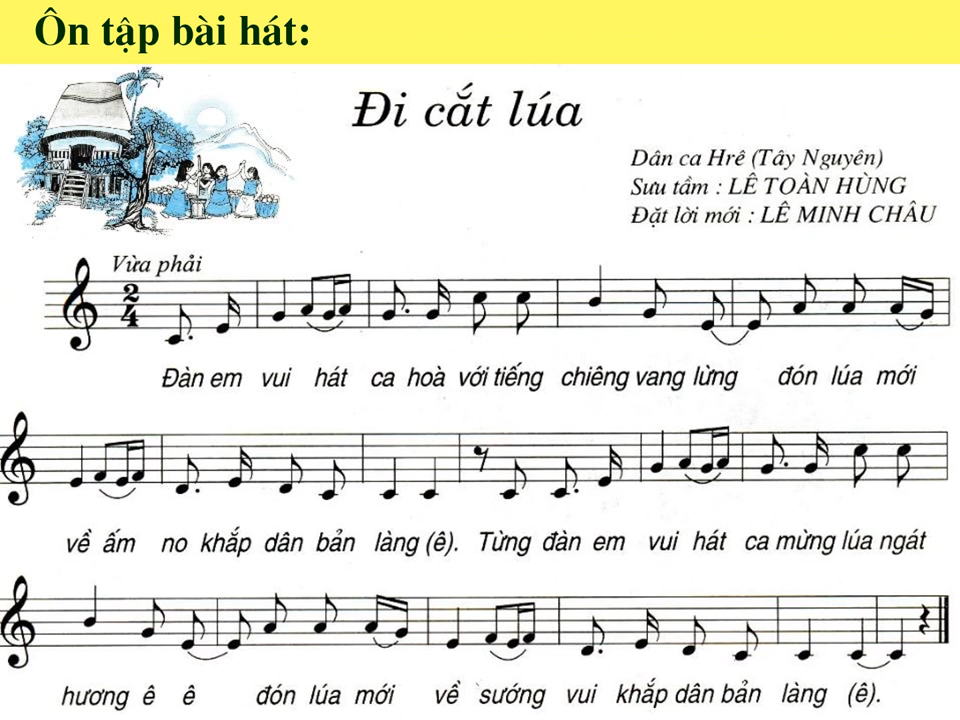 Ôn tập bài hát:
Đi cắt lúa
Dân ca Hrê (Tây Nguyên)
Sưu tầm : LÊ TOÀN HÙNG
Đặt lời mới : LÊ MINH CHÂU
Vừa phải
2
4
Đàn em vui hát ca hoà với tiếng chiêng vang lừng đón lúa mới
về ấm no khắp dân bản làng (ê). Từng đàn em vui hát ca mừng lúa ngát
hương ê ê đón lúa mới về sướng vui khắp dân bản làng (ê).